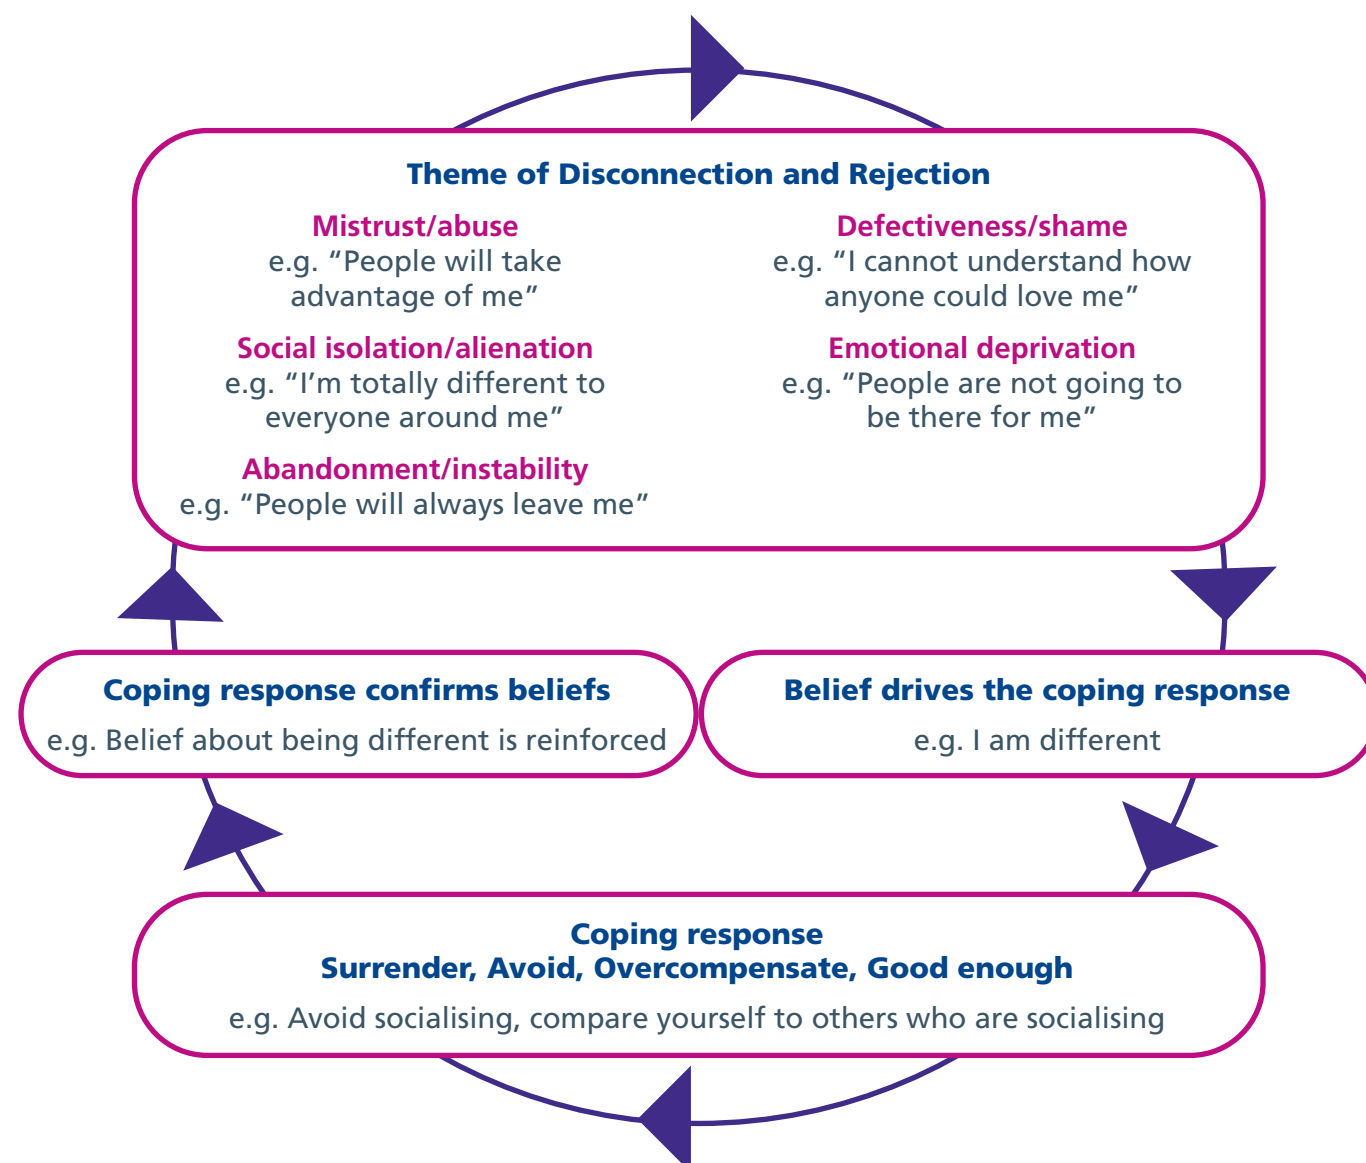 Theme of Disconnection and Rejection
Mistrust/abuse
e.g. “People will take
advantage of me”
Social isolation/alienation
e.g. “I’m totally different to
everyone around me”
Abandonment/instability
e.g. “People will always leave me”
Defectiveness/shame
e.g. “I cannot understand how
anyone could love me”
Emotional deprivation
e.g. “People are not going to
be there for me”
Belief drives the coping response
e.g. I am different
Coping response
Surrender, Avoid, Overcompensate, Good enough
e.g. Avoid socialising, compare yourself to others who are socialising
Coping response confirms beliefs
e.g. Belief about being different is reinforced